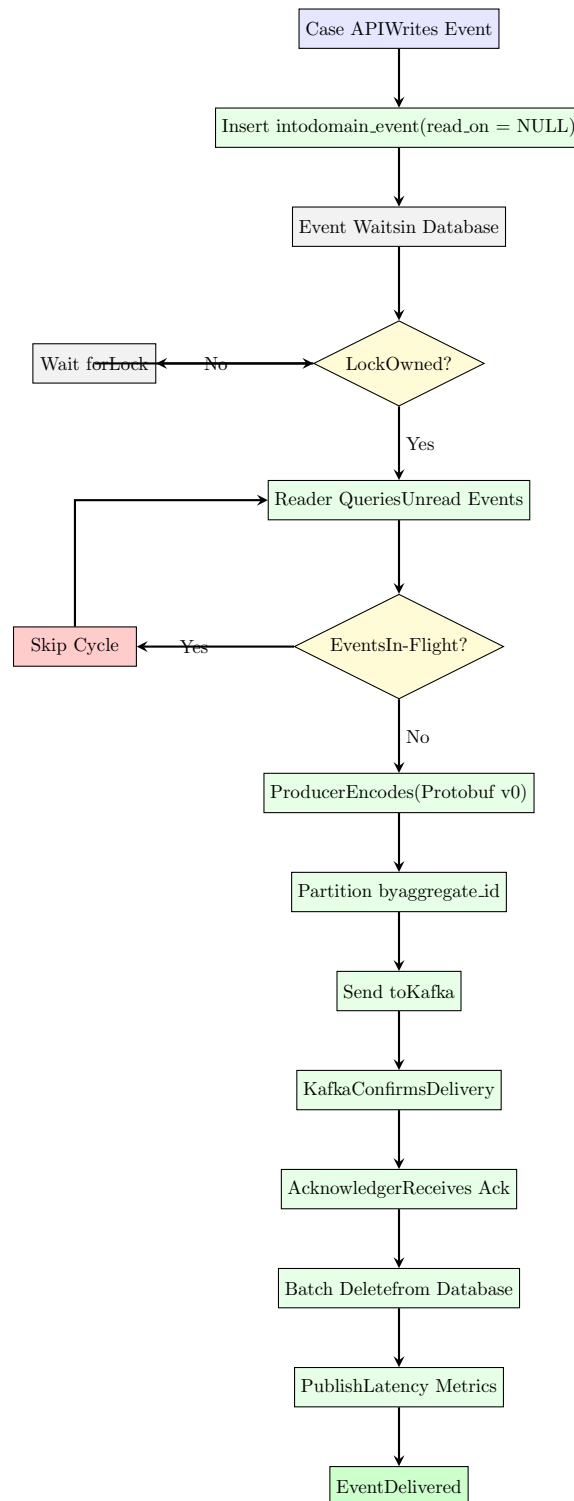 Case APIWrites Event
Insert intodomain_event(read_on = NULL)
Event Waitsin Database
Wait forLock
No
LockOwned?
Yes
Reader QueriesUnread Events
Skip Cycle
Yes
EventsIn-Flight?
No
ProducerEncodes(Protobuf v0)
Partition byaggregate_id
Send toKafka
KafkaConfirmsDelivery
AcknowledgerReceives Ack
Batch Deletefrom Database
PublishLatency Metrics
EventDelivered